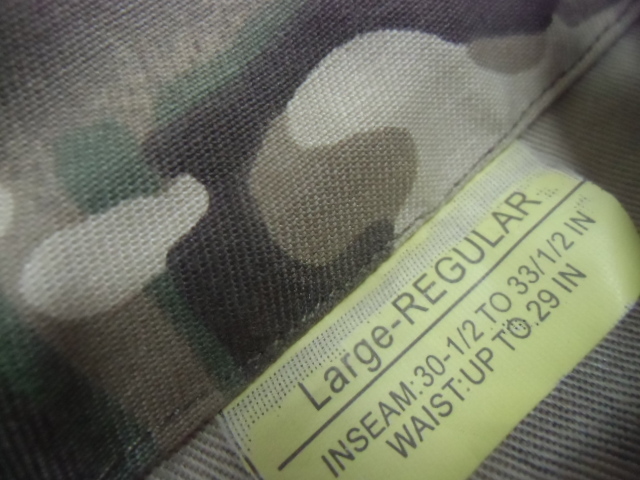 Large-REGULAR
INSEAM:30-1/2 TO 33/1/2 IN
WAIST:UP TO.29 IN